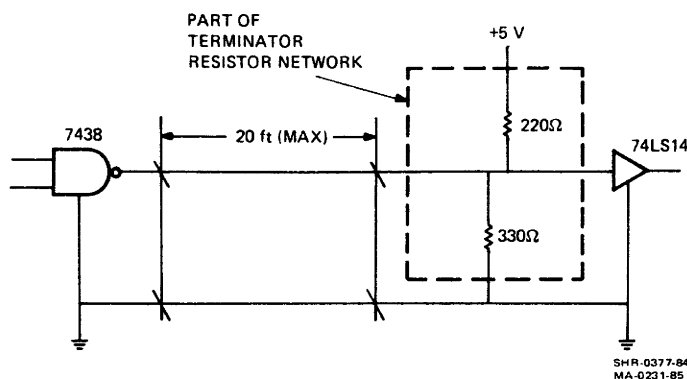 PART OF
TERMINATOR
RESISTOR NETWORK
+5 V
7438
20 ft (MAX)
220Ω
74LS14
330Ω
SHR-0377-84
MA-0231-85